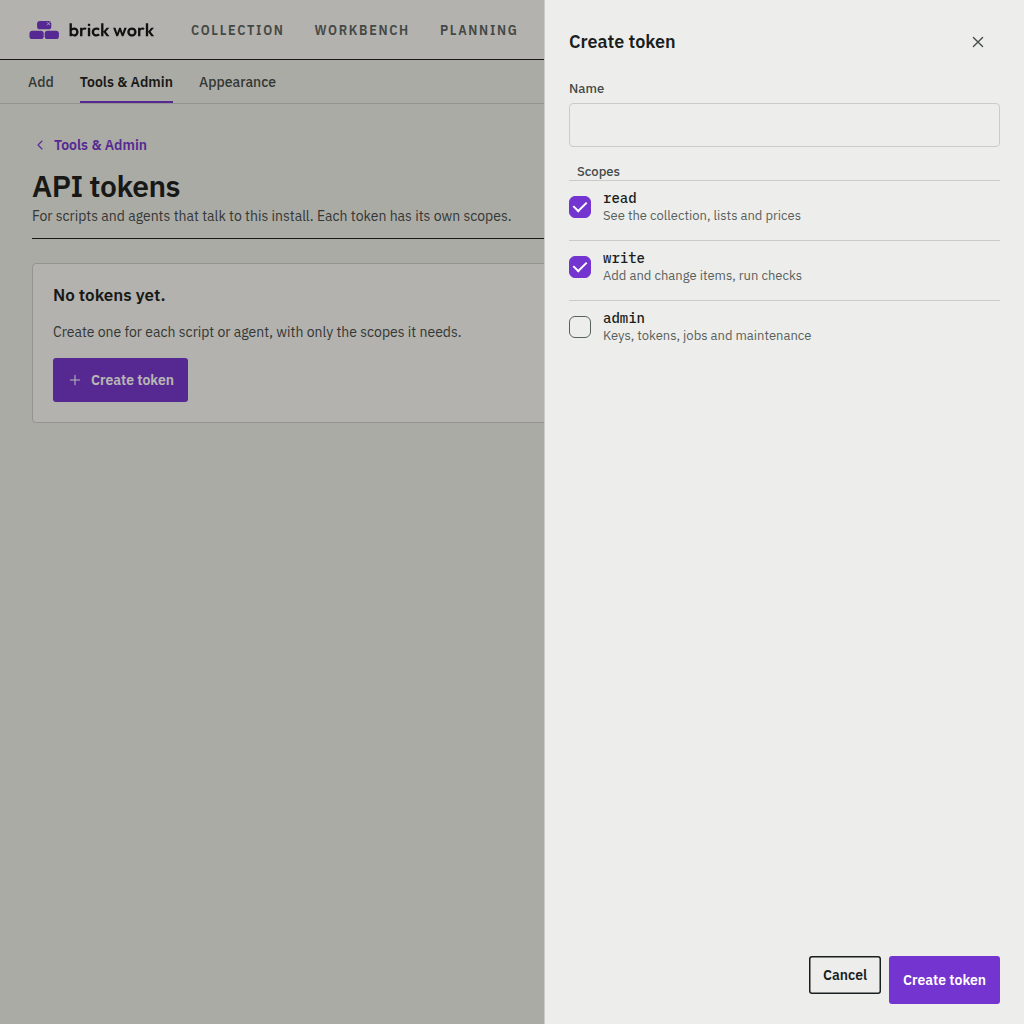 brick work
COLLECTION
WORKBENCH
PLANNING
Add
Tools & Admin
Appearance
Tools & Admin
API tokens
For scripts and agents that talk to this install. Each token has its own scopes.
No tokens yet.
Create one for each script or agent, with only the scopes it needs.
Create token
Create token
Name
Scopes
read
See the collection, lists and prices
write
Add and change items, run checks
admin
Keys, tokens, jobs and maintenance
Cancel
Create token